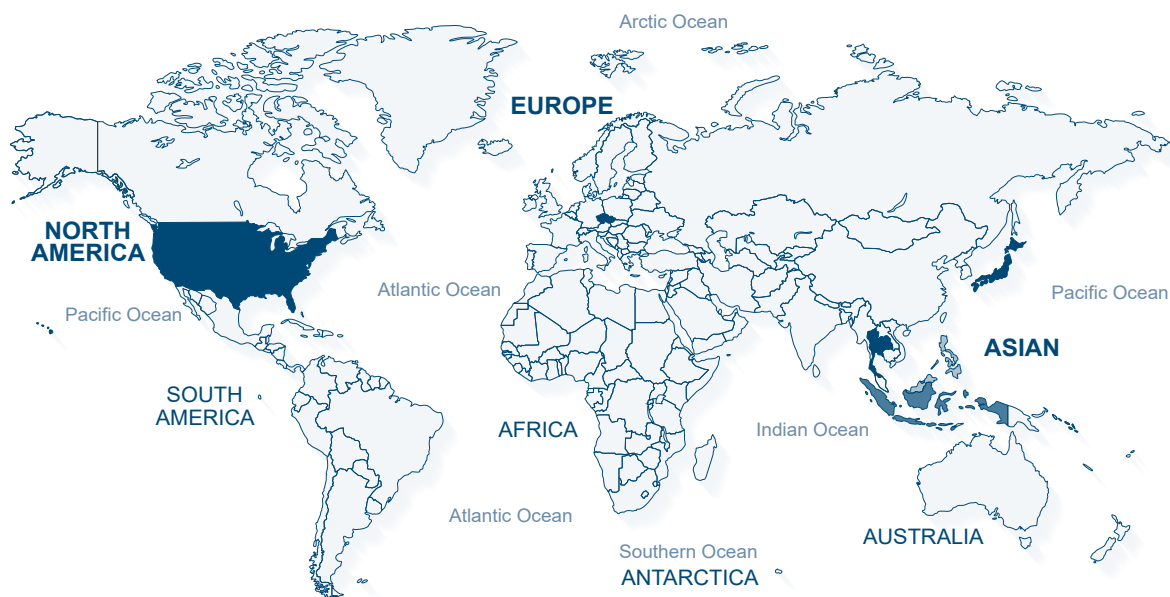 Arctic Ocean
EUROPE
NORTH
AMERICA
Atlantic Ocean
Pacific Ocean
Pacific Ocean
ASIAN
SOUTH
AMERICA
AFRICA
Indian Ocean
Atlantic Ocean
AUSTRALIA
Southern Ocean
ANTARCTICA